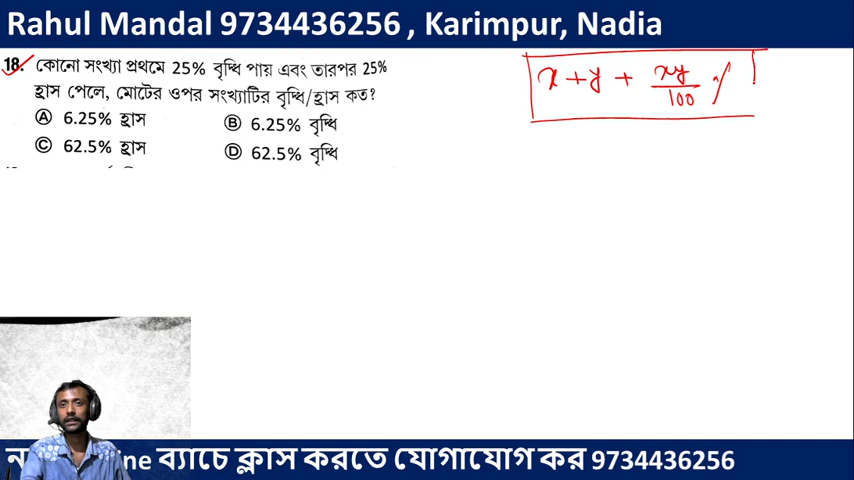 Rahul Mandal 9734436256 , Karimpur, Nadia
18. কোনো সংখ্যা প্রথমে 25% বৃদ্ধি পায় এবং তারপর 25%
হ্রাস পেলে, মোটের ওপর সংখ্যাটির বৃদ্ধি/হ্রাস কত?
Ⓐ 6.25% হ্রাস Ⓑ 6.25% বৃদ্ধি
Ⓒ 62.5% হ্রাস Ⓓ 62.5% বৃদ্ধি
x + y + xy/100 %
ব্যাচে ক্লাস করতে যোগাযোগ কর 9734436256